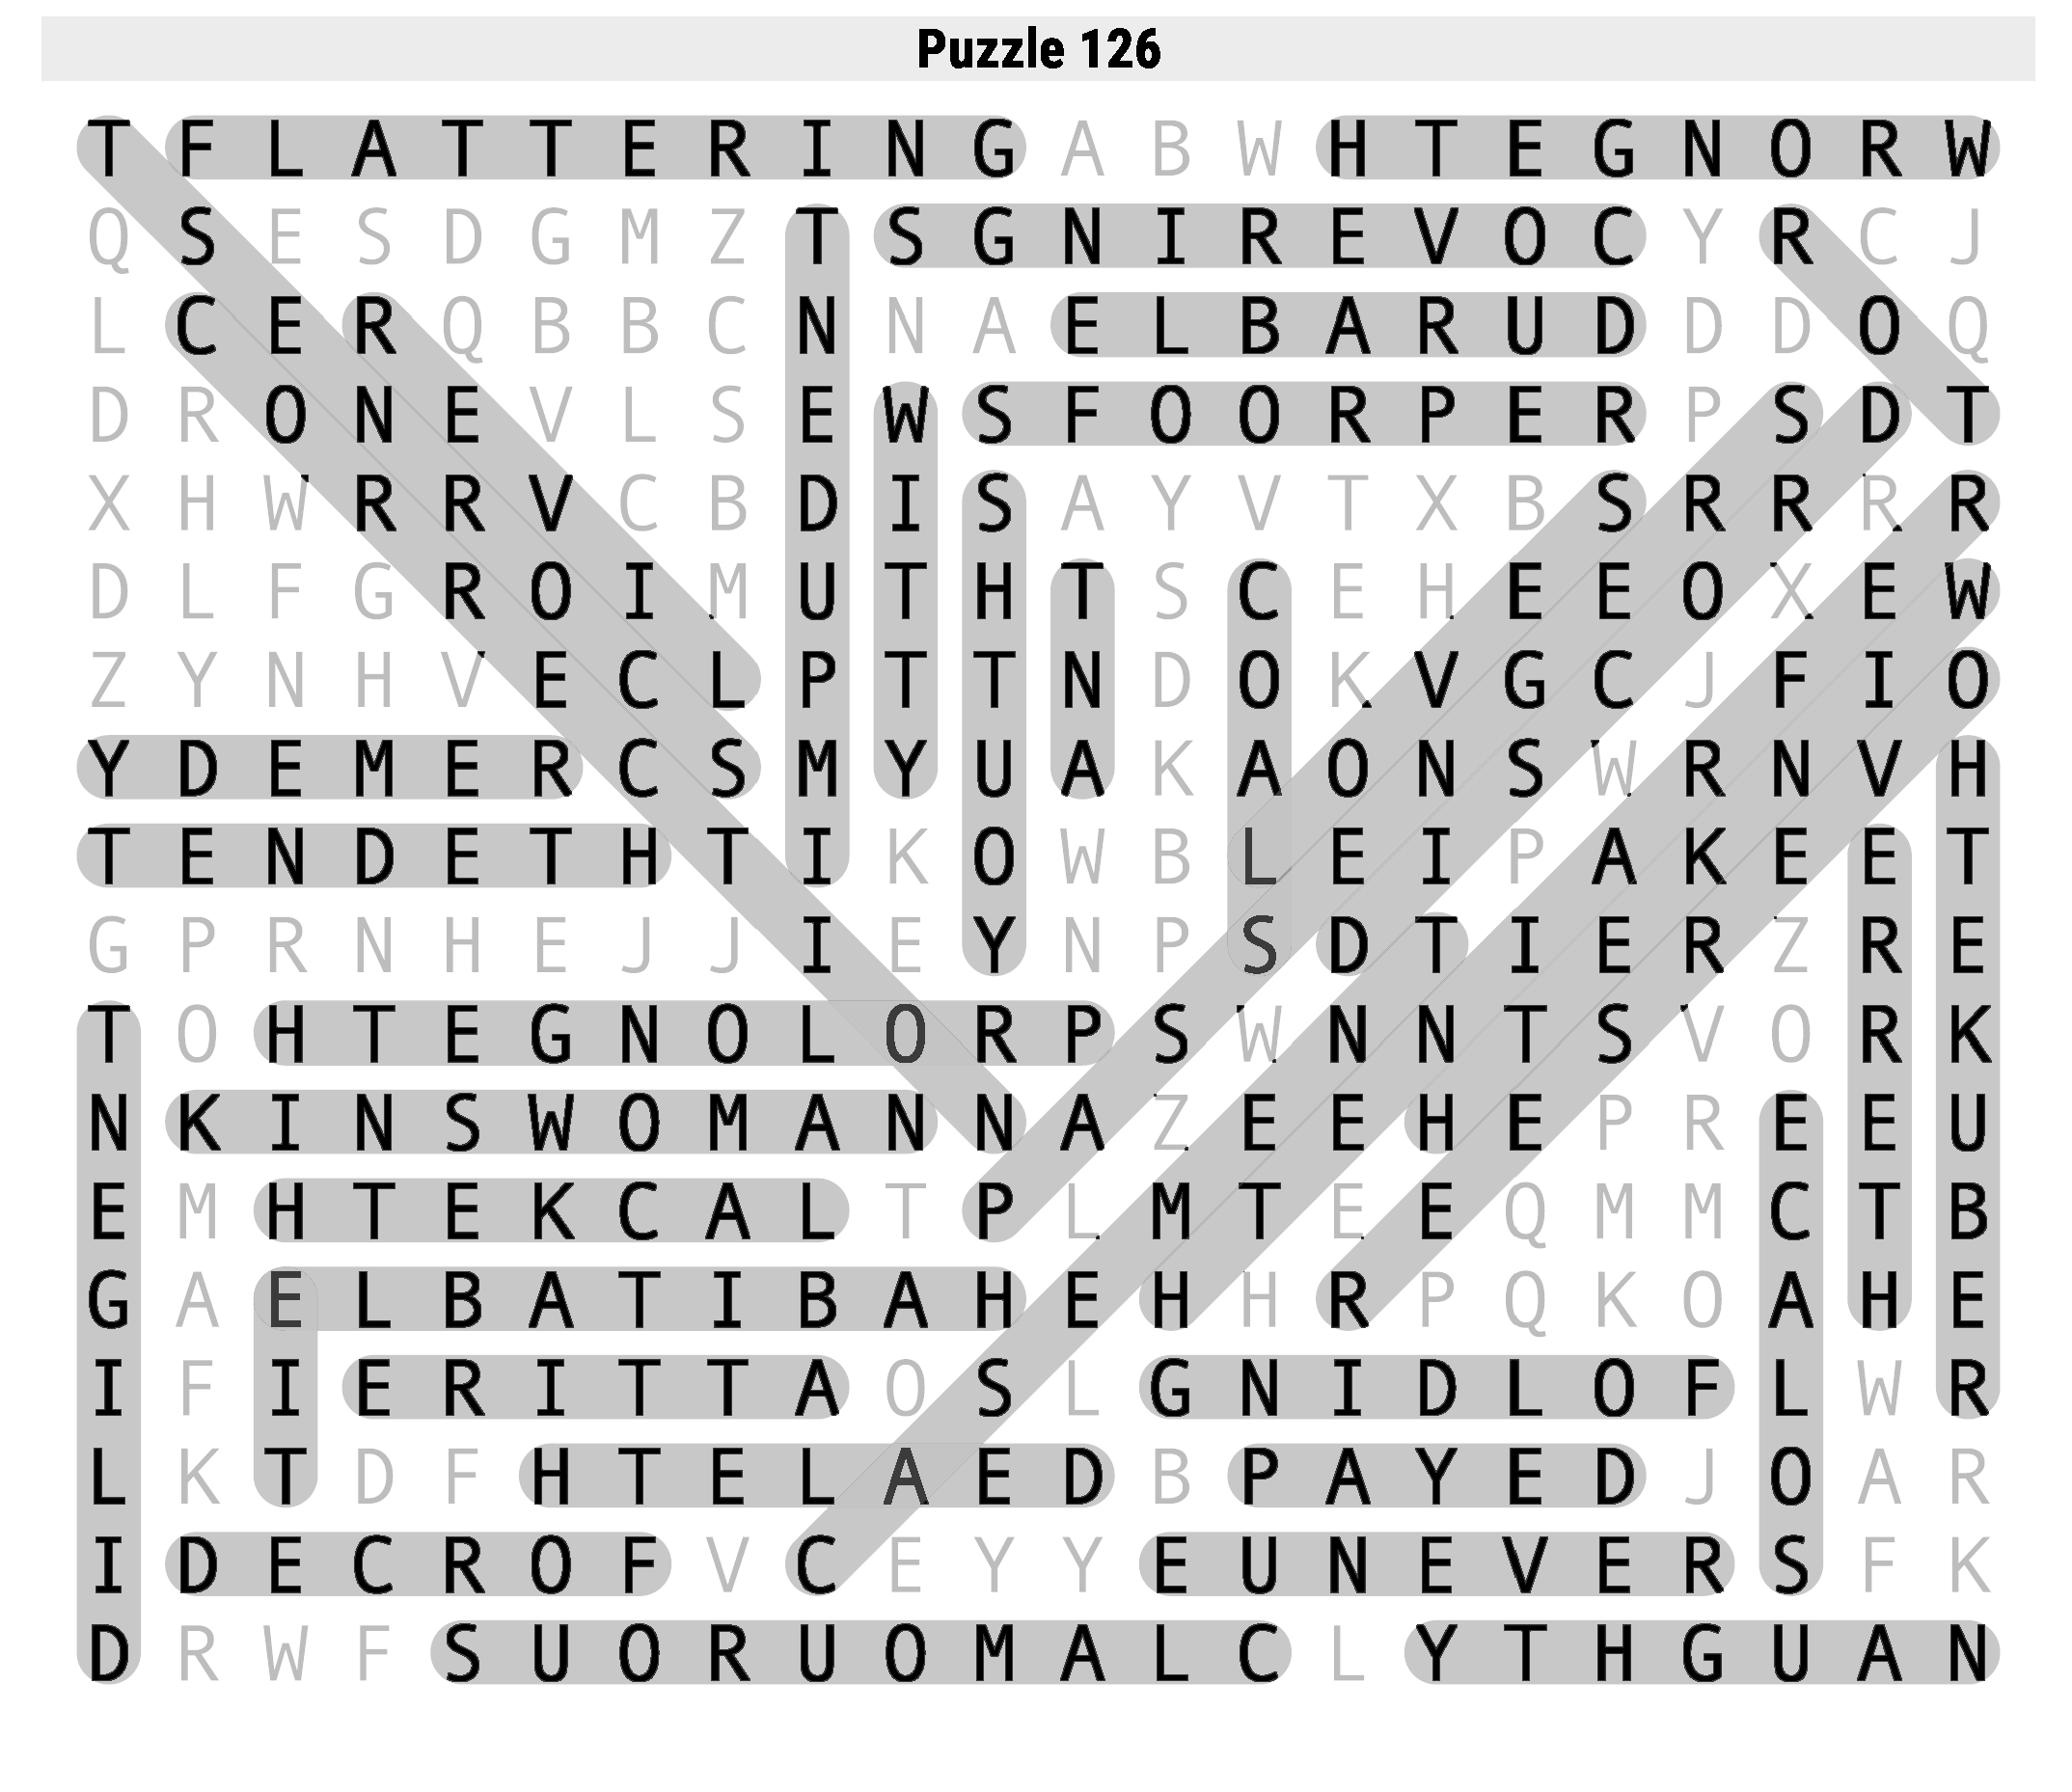 Puzzle 126
T F L A T T E R I N G A B W H T E G N O R W
Q S E S D G M Z T S G N I R E V O C Y R C J
L C E R Q B B C N N A E L B A R U D D D O Q
D R O N E V L S E W S F O O R P E R P S D T
X H W R R V C B D I S A Y V T X B S R R R R
D L F G R O I M U T H T S C E H E E O X E W
Z Y N H V E C L P T T N D O K V G C J F I O
Y D E M E R C S M Y U A K A O N S W R N V H
T E N D E T H T I K O W B L E I P A K E E T
G P R N H E J J I E Y N P S D T I E R Z R E
T O H T E G N O L O R P S W N N T S V O R K
N K I N S W O M A N N A Z E E H E P R E E U
E M H T E K C A L T P L M T E E Q M M C T B
G A E L B A T I B A H E H H R P Q K O A H E
I F I E R I T T A O S L G N I D L O F L W R
L K T D F H T E L A E D B P A Y E D J O A R
I D E C R O F V C E Y Y E U N E V E R S F K
D R W F S U O R U O M A L C L Y T H G U A N